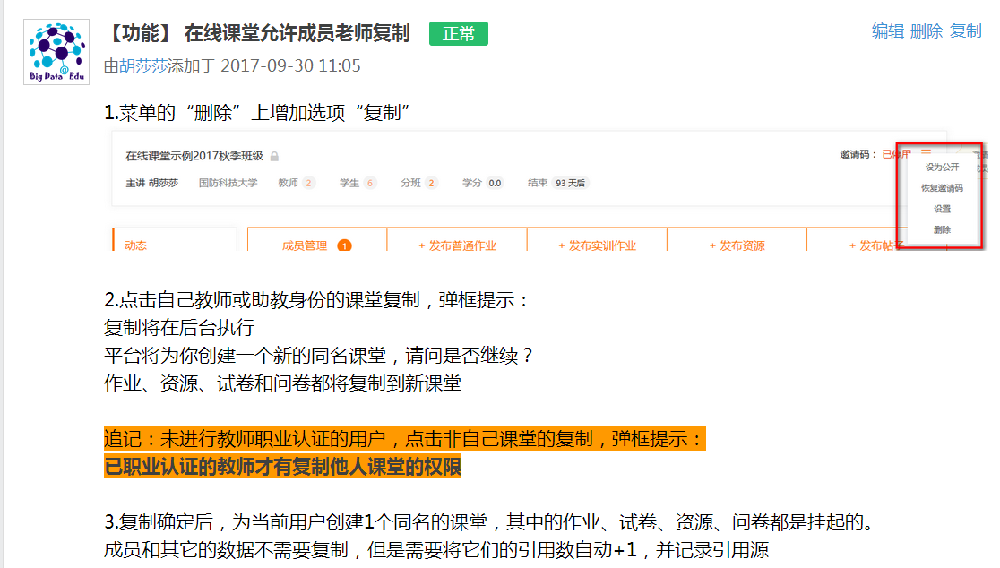 【功能】 在线课堂允许成员老师复制 正常
编辑 删除 复制
Big Data @ Edu
由胡莎莎添加于 2017-09-30 11:05
1.菜单的“删除”上增加选项“复制”
在线课堂示例2017秋季班级
邀请码： 已停用
主讲 胡莎莎 国防科技大学 教师 2 学生 6 分班 2 学分 0.0 结束 93 天后
设为公开
恢复邀请码
设置
删除
动态 成员管理 1 + 发布普通作业 + 发布实训作业 + 发布资源 + 发布帖子
2.点击自己教师或助教身份的课堂复制，弹框提示：
复制将在后台执行
平台将为你创建一个新的同名课堂，请问是否继续？
作业、资源、试卷和问卷都将复制到新课堂
追记：未进行教师职业认证的用户，点击非自己课堂的复制，弹框提示：
已职业认证的教师才有复制他人课堂的权限
3.复制确定后，为当前用户创建1个同名的课堂，其中的作业、试卷、资源、问卷都是挂起的。
成员和其它的数据不需要复制，但是需要将它们的引用数自动+1，并记录引用源